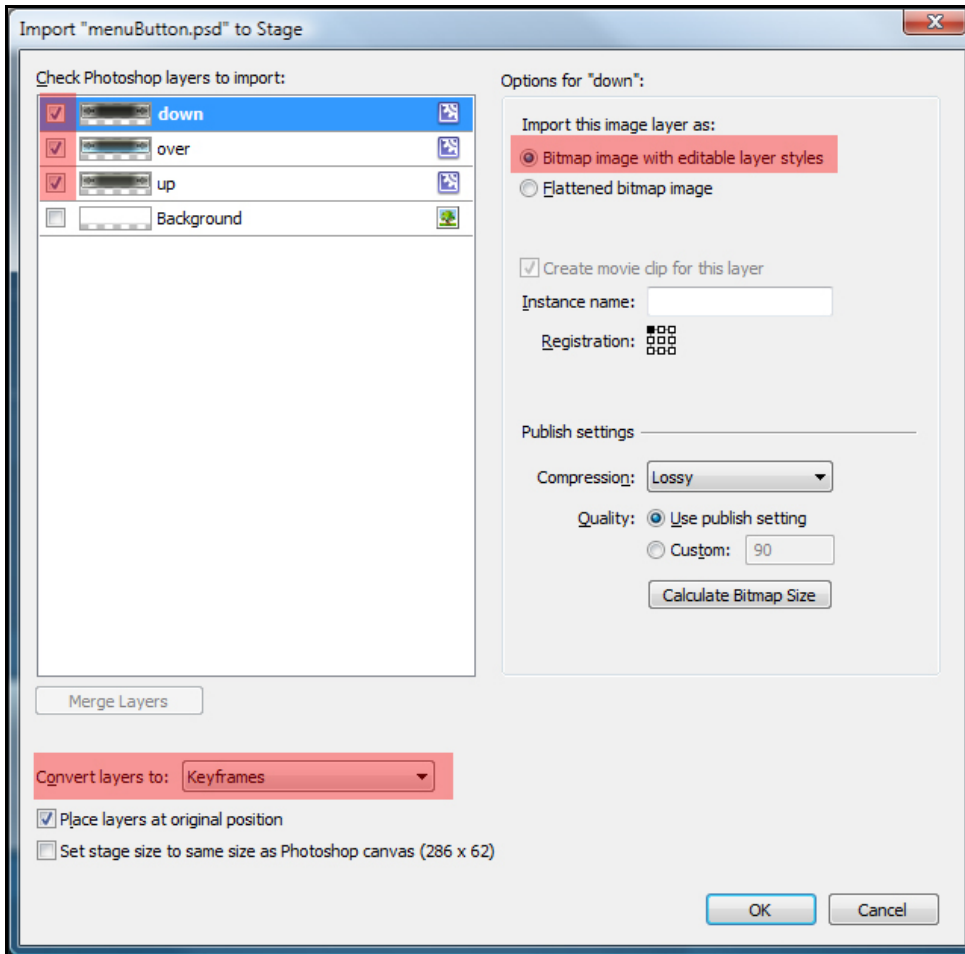 Import "menuButton.psd" to Stage
Check Photoshop layers to import:
down
over
up
Background
Merge Layers
Convert layers to: Keyframes
Place layers at original position
Set stage size to same size as Photoshop canvas (286 x 62)
Options for "down":
Import this image layer as:
Bitmap image with editable layer styles
Flattened bitmap image
Create movie clip for this layer
Instance name:
Registration:
Publish settings
Compression: Lossy
Quality: Use publish setting
Custom: 90
Calculate Bitmap Size
OK Cancel